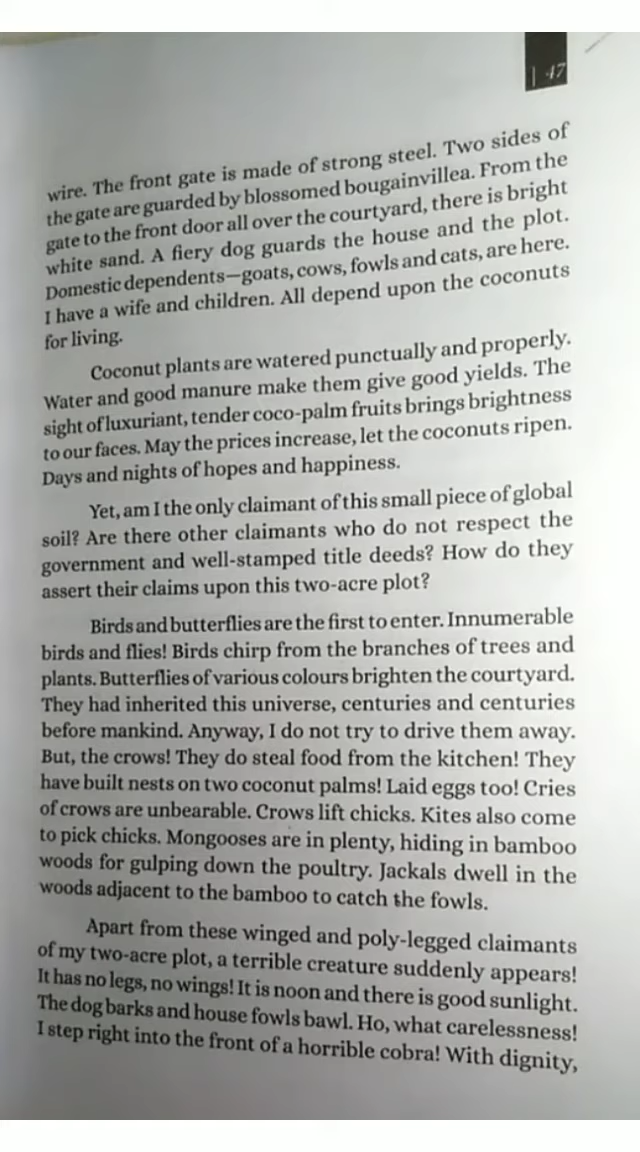 | 47
wire. The front gate is made of strong steel. Two sides of
the gate are guarded by blossomed bougainvillea. From the
gate to the front door all over the courtyard, there is bright
white sand. A fiery dog guards the house and the plot.
Domestic dependents—goats, cows, fowls and cats, are here.
I have a wife and children. All depend upon the coconuts
for living.
Coconut plants are watered punctually and properly.
Water and good manure make them give good yields. The
sight of luxuriant, tender coco-palm fruits brings brightness
to our faces. May the prices increase, let the coconuts ripen.
Days and nights of hopes and happiness.
Yet, am I the only claimant of this small piece of global
soil? Are there other claimants who do not respect the
government and well-stamped title deeds? How do they
assert their claims upon this two-acre plot?
Birds and butterflies are the first to enter. Innumerable
birds and flies! Birds chirp from the branches of trees and
plants. Butterflies of various colours brighten the courtyard.
They had inherited this universe, centuries and centuries
before mankind. Anyway, I do not try to drive them away.
But, the crows! They do steal food from the kitchen! They
have built nests on two coconut palms! Laid eggs too! Cries
of crows are unbearable. Crows lift chicks. Kites also come
to pick chicks. Mongooses are in plenty, hiding in bamboo
woods for gulping down the poultry. Jackals dwell in the
woods adjacent to the bamboo to catch the fowls.
Apart from these winged and poly-legged claimants
of my two-acre plot, a terrible creature suddenly appears!
It has no legs, no wings! It is noon and there is good sunlight.
The dog barks and house fowls bawl. Ho, what carelessness!
I step right into the front of a horrible cobra! With dignity,